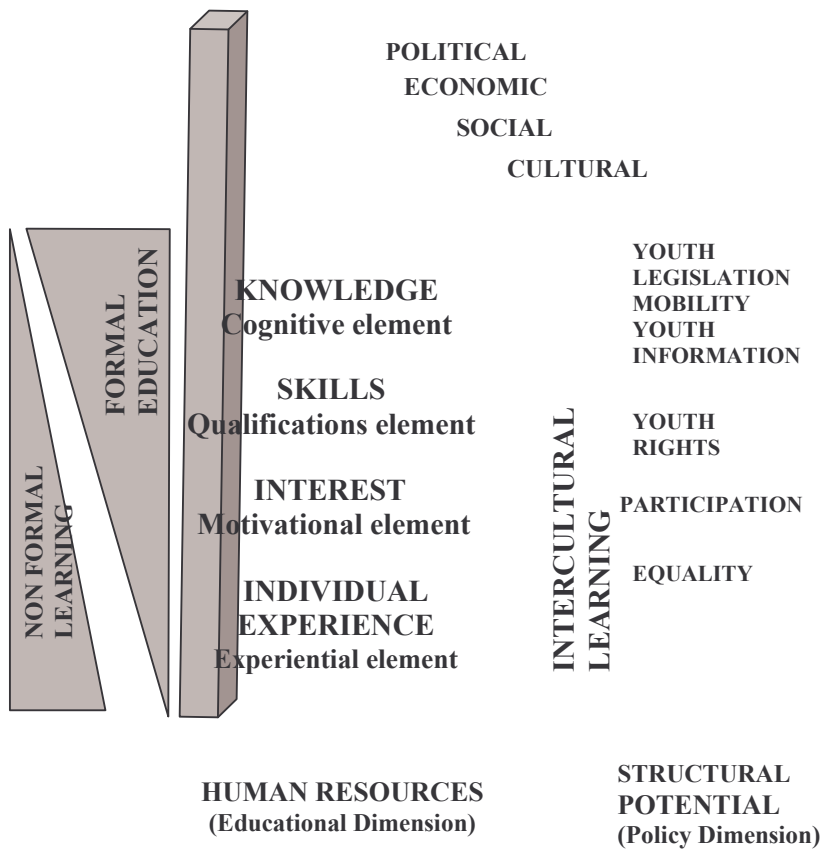 POLITICAL
ECONOMIC
SOCIAL
CULTURAL
FORMAL
EDUCATION
NON FORMAL
LEARNING
KNOWLEDGE
Cognitive element
SKILLS
Qualifications element
INTEREST
Motivational element
INDIVIDUAL
EXPERIENCE
Experiential element
INTERCULTURAL
LEARNING
YOUTH
LEGISLATION
MOBILITY
YOUTH
INFORMATION
YOUTH
RIGHTS
PARTICIPATION
EQUALITY
HUMAN RESOURCES
(Educational Dimension)
STRUCTURAL
POTENTIAL
(Policy Dimension)